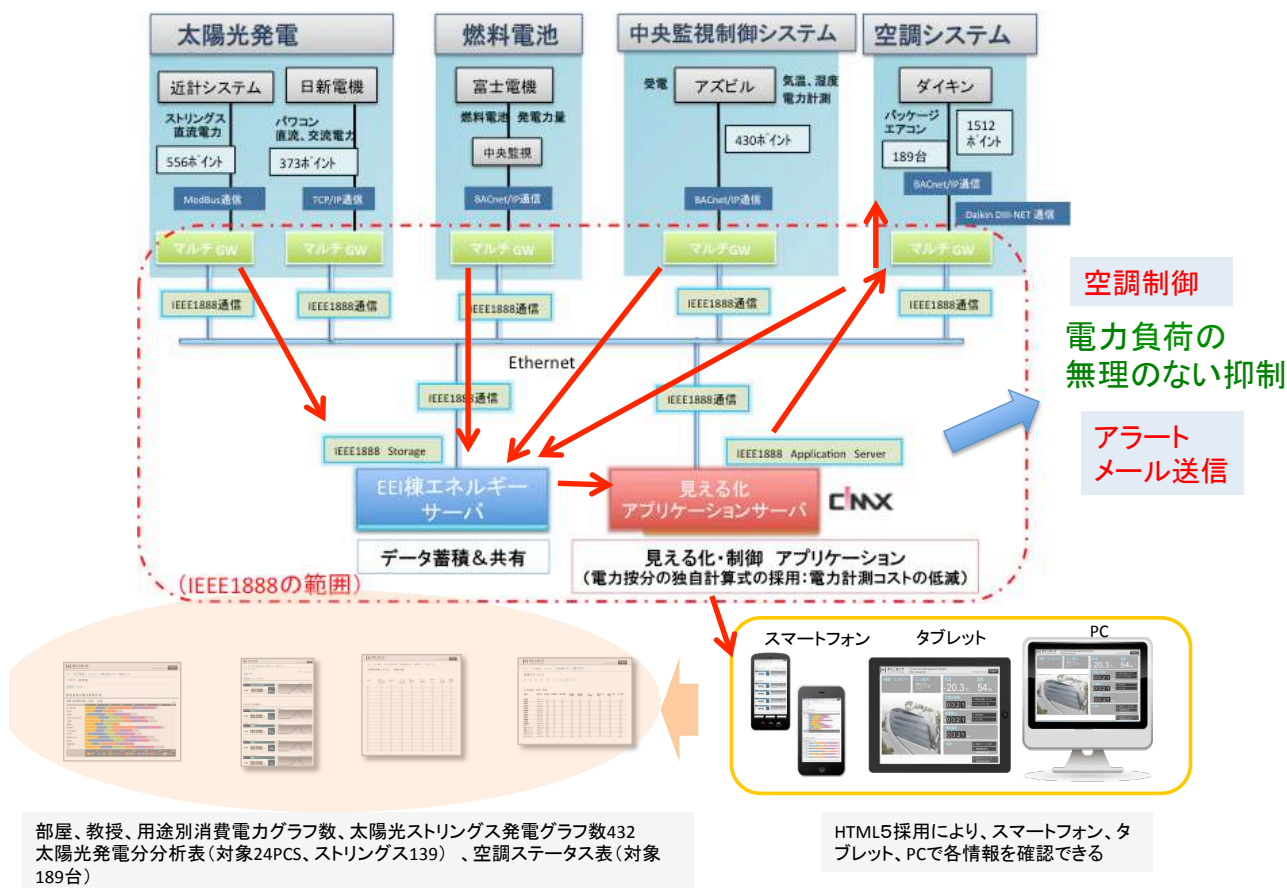 太陽光発電
燃料電池
中央監視制御システム
空調システム
近計システム
日新電機
富士電機
受電
アズビル
気温、湿度
電力計測
ダイキン
ストリングス
直流電力
パワコン
直流、交流電力
燃料電池 発電力量
パッケージ
エアコン
1512
ポイント
556ポイント
373ポイント
中央監視
430ポイント
189台
ModBus通信
TCP/IP通信
BACnet/IP通信
BACnet/IP通信
BACnet/IP通信
Daikin DIII-NET 通信
マルチGW
マルチGW
マルチGW
マルチGW
マルチGW
IEEE1888通信
IEEE1888通信
IEEE1888通信
IEEE1888通信
IEEE1888通信
空調制御
電力負荷の
無理のない抑制
アラート
メール送信
Ethernet
IEEE1888通信
IEEE1888通信
IEEE1888 Storage
IEEE1888 Application Server
EEI棟エネルギー
サーバ
見える化
アプリケーションサーバ
CIMX
データ蓄積&共有
見える化・制御 アプリケーション
(電力按分の独自計算式の採用:電力計測コストの低減)
(IEEE1888の範囲)
スマートフォン
タブレット
PC
-20.3
54
-20.3
54
部屋、教授、用途別消費電力グラフ数、太陽光ストリングス発電グラフ数432
太陽光発電分分析表(対象24PCS、ストリングス139) 、空調ステータス表(対象
189台)
HTML5採用により、スマートフォン、タ
ブレット、PCで各情報を確認できる